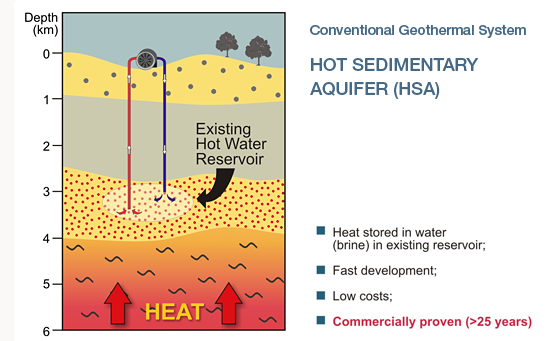 Depth
(km)
0
1
2
3
4
5
6
Existing
Hot Water
Reservoir
HEAT
Conventional Geothermal System
HOT SEDIMENTARY
AQUIFER (HSA)
Heat stored in water
(brine) in existing reservoir;
Fast development;
Low costs;
Commercially proven (>25 years)